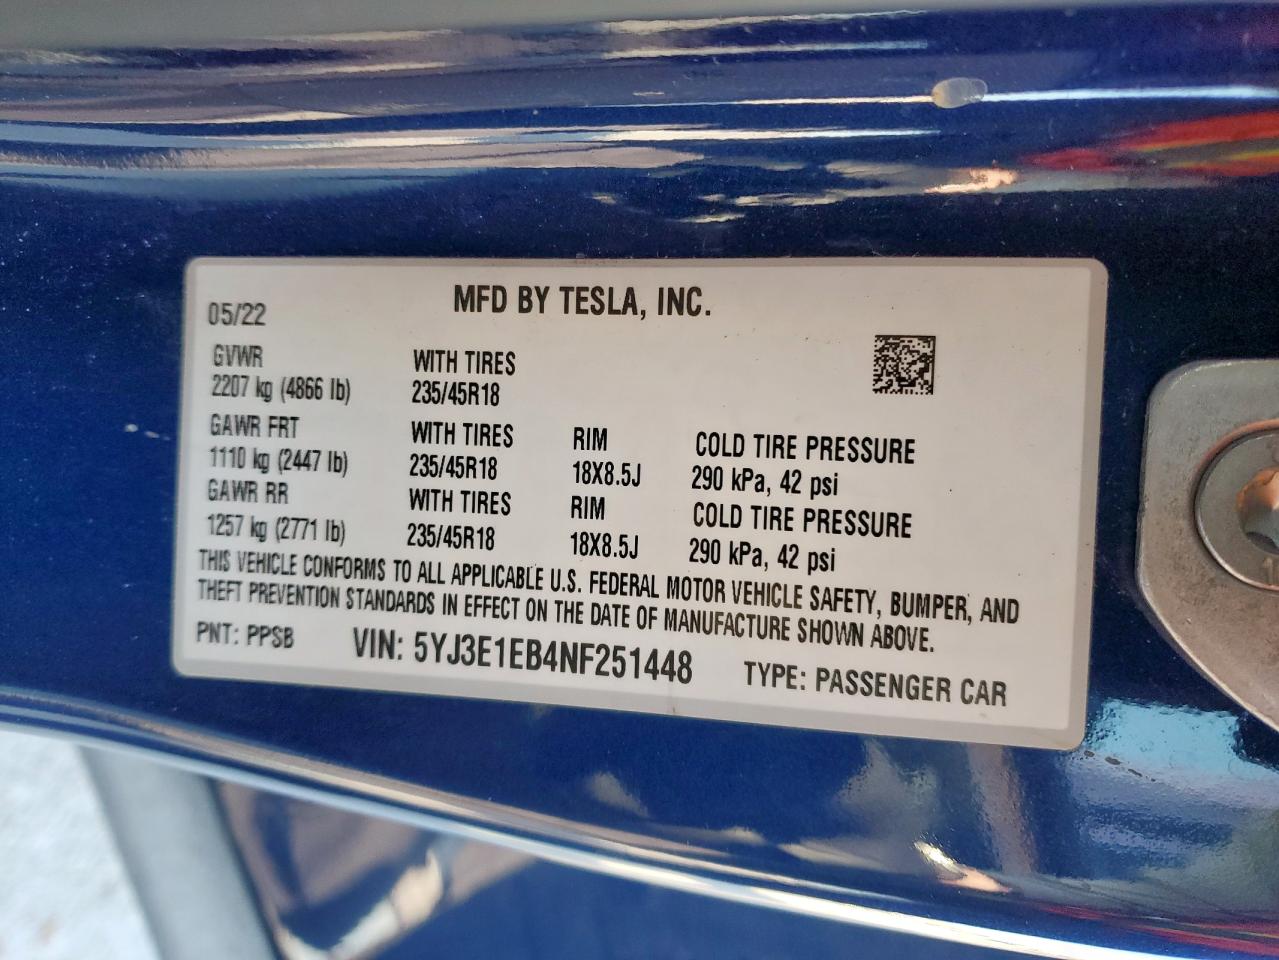 MFD BY TESLA, INC.
05/22
GVWR WITH TIRES
2207 kg (4866 lb) 235/45R18
GAWR FRT WITH TIRES RIM COLD TIRE PRESSURE
1110 kg (2447 lb) 235/45R18 18X8.5J 290 kPa, 42 psi
GAWR RR WITH TIRES RIM COLD TIRE PRESSURE
1257 kg (2771 lb) 235/45R18 18X8.5J 290 kPa, 42 psi
THIS VEHICLE CONFORMS TO ALL APPLICABLE U.S. FEDERAL MOTOR VEHICLE SAFETY, BUMPER, AND
THEFT PREVENTION STANDARDS IN EFFECT ON THE DATE OF MANUFACTURE SHOWN ABOVE.
PNT: PPSB VIN: 5YJ3E1EB4NF251448 TYPE: PASSENGER CAR